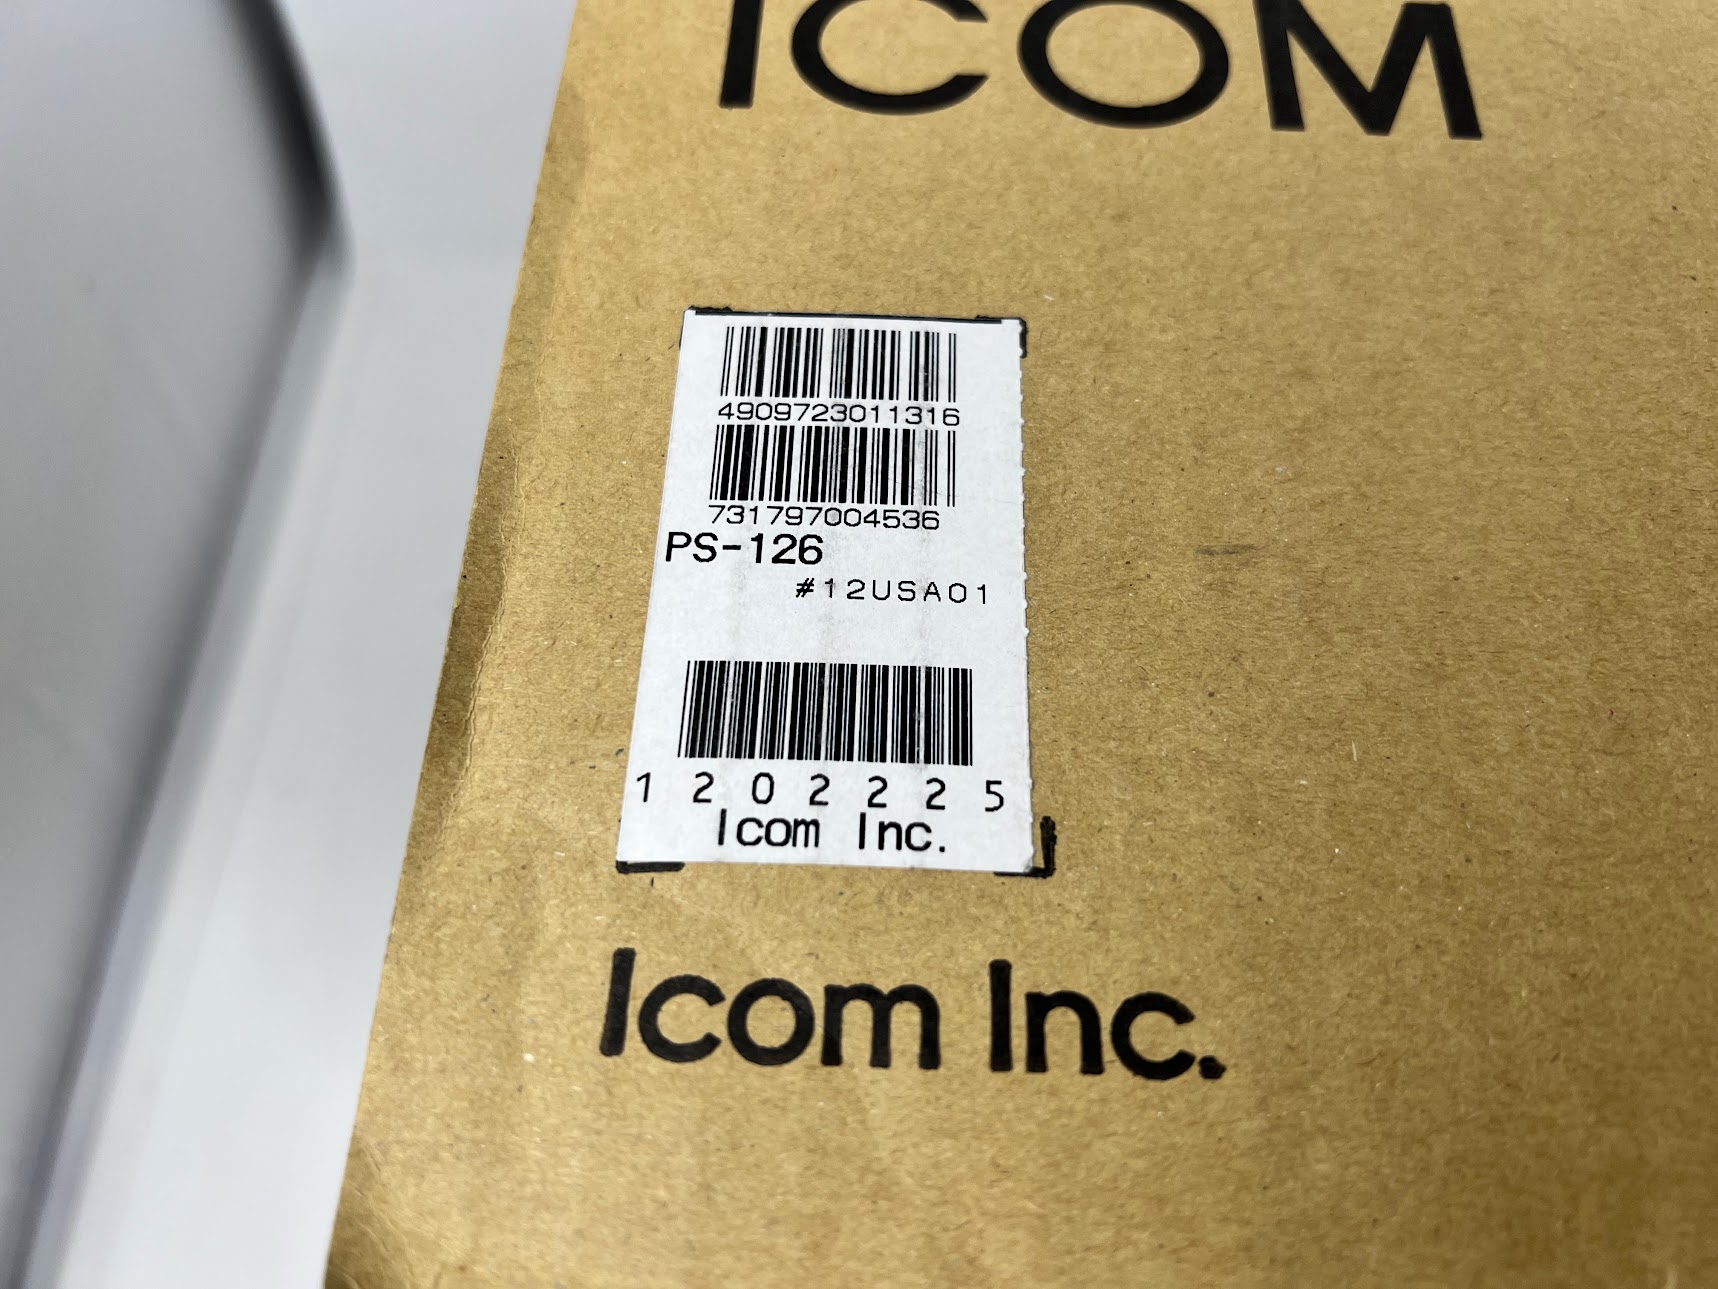 ICOM
4909723011316
731797004536
PS-126
#12USA01
1202225
Icom Inc.
Icom Inc.